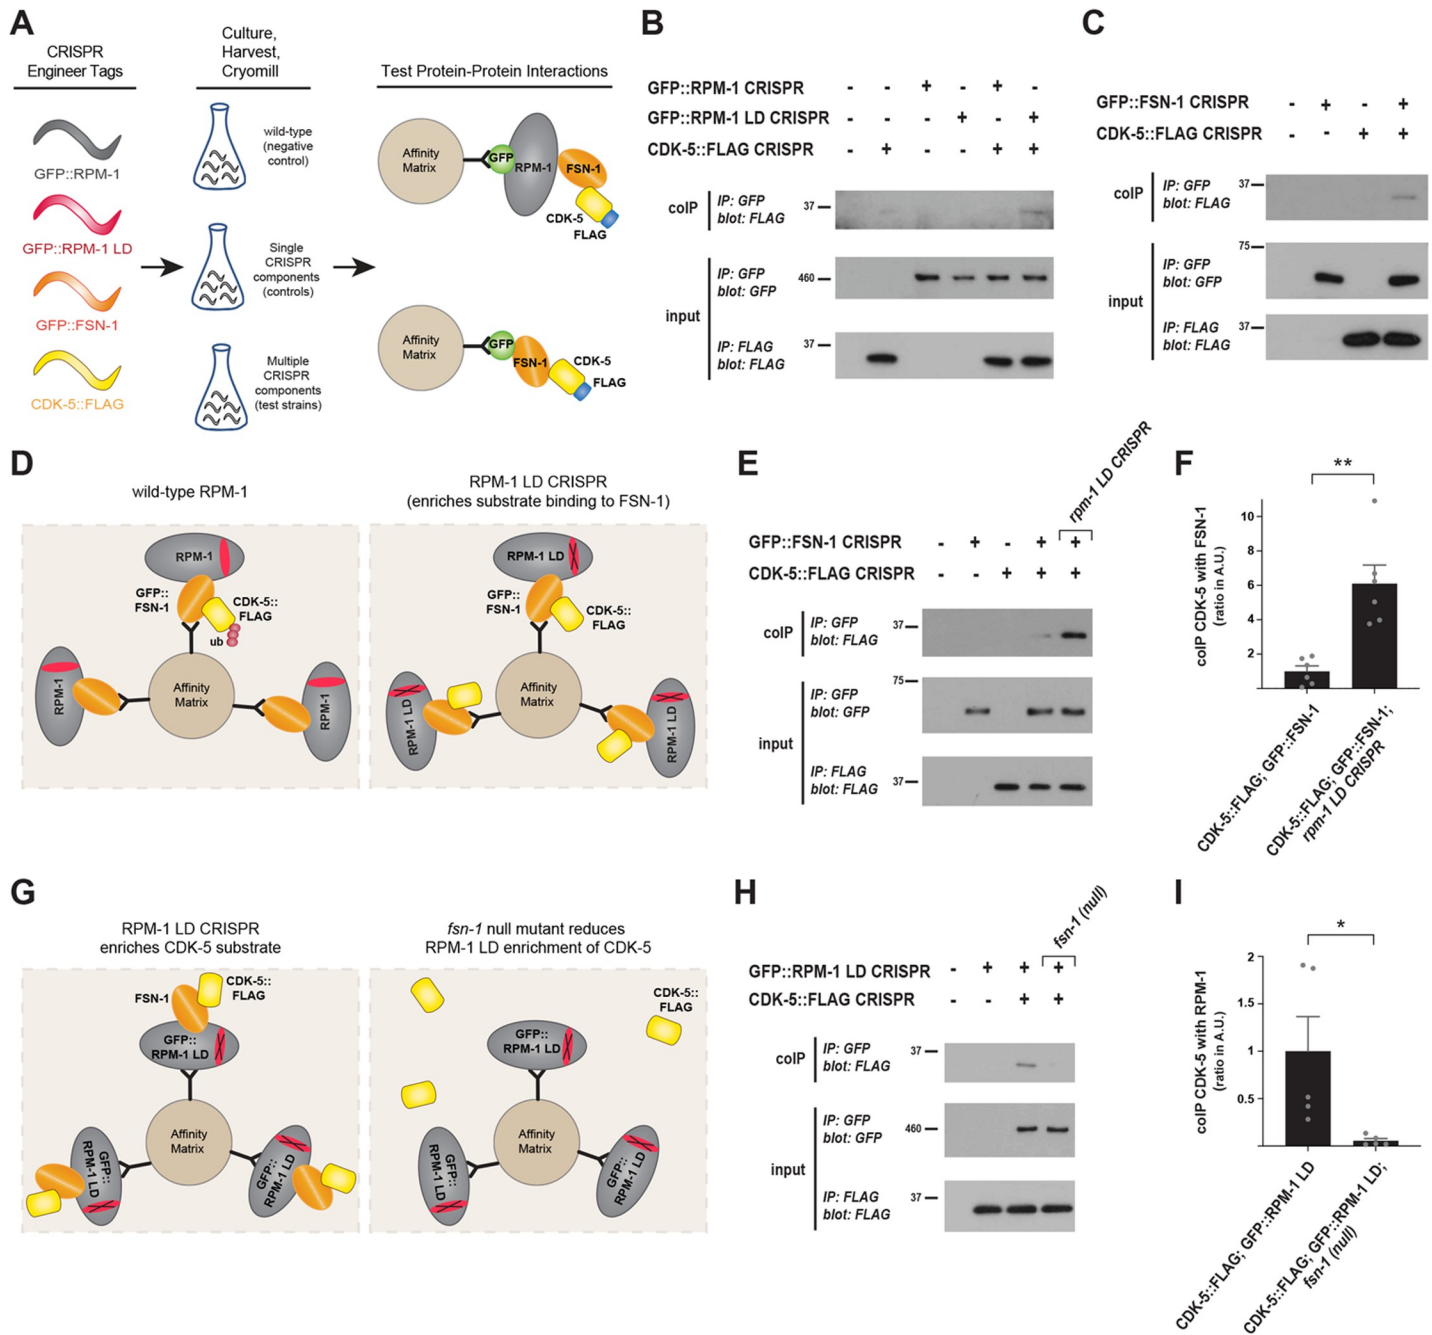 A
CRISPR
Engineer Tags
GFP::RPM-1
GFP::RPM-1 LD
GFP::FSN-1
CDK-5::FLAG
Culture,
Harvest,
Cryomill
wild-type
(negative
control)
Single
CRISPR
components
(controls)
Multiple
CRISPR
components
(test strains)
Test Protein-Protein Interactions
Affinity
Matrix
GFP
RPM-1
FSN-1
CDK-5
FLAG
Affinity
Matrix
GFP
FSN-1
CDK-5
FLAG
B
GFP::RPM-1 CRISPR - - + - + -
GFP::RPM-1 LD CRISPR - - - + - +
CDK-5::FLAG CRISPR - + - - + +
coIP
IP: GFP
blot: FLAG
37
input
IP: GFP
blot: GFP
460
IP: FLAG
blot: FLAG
37
C
GFP::FSN-1 CRISPR - + - +
CDK-5::FLAG CRISPR - - + +
coIP
IP: GFP
blot: FLAG
37
input
IP: GFP
blot: GFP
75
IP: FLAG
blot: FLAG
37
D
wild-type RPM-1
RPM-1
GFP::
FSN-1
CDK-5::
FLAG
ub
RPM-1
Affinity
Matrix
RPM-1
RPM-1 LD CRISPR
(enriches substrate binding to FSN-1)
RPM-1 LD
GFP::
FSN-1
CDK-5::
FLAG
RPM-1 LD
Affinity
Matrix
RPM-1 LD
E
rpm-1 LD CRISPR
GFP::FSN-1 CRISPR - + - + +
CDK-5::FLAG CRISPR - - + + +
coIP
IP: GFP
blot: FLAG
37
input
IP: GFP
blot: GFP
75
IP: FLAG
blot: FLAG
37
F
**
coIP CDK-5 with FSN-1
(ratio in A.U.)
10
8
6
4
2
CDK-5::FLAG; GFP::FSN-1
CDK-5::FLAG; GFP::FSN-1;
rpm-1 LD CRISPR
G
RPM-1 LD CRISPR
enriches CDK-5 substrate
FSN-1
CDK-5::
FLAG
GFP::
RPM-1 LD
Affinity
Matrix
GFP::
RPM-1 LD
GFP::
RPM-1 LD
fsn-1 null mutant reduces
RPM-1 LD enrichment of CDK-5
CDK-5::
FLAG
GFP::
RPM-1 LD
Affinity
Matrix
GFP::
RPM-1 LD
GFP::
RPM-1 LD
H
fsn-1 (null)
GFP::RPM-1 LD CRISPR - + + +
CDK-5::FLAG CRISPR - - + +
coIP
IP: GFP
blot: FLAG
37
input
IP: GFP
blot: GFP
460
IP: FLAG
blot: FLAG
37
I
*
coIP CDK-5 with RPM-1
(ratio in A.U.)
2
1.5
1
0.5
CDK-5::FLAG; GFP::RPM-1 LD
CDK-5::FLAG; GFP::RPM-1 LD;
fsn-1 (null)